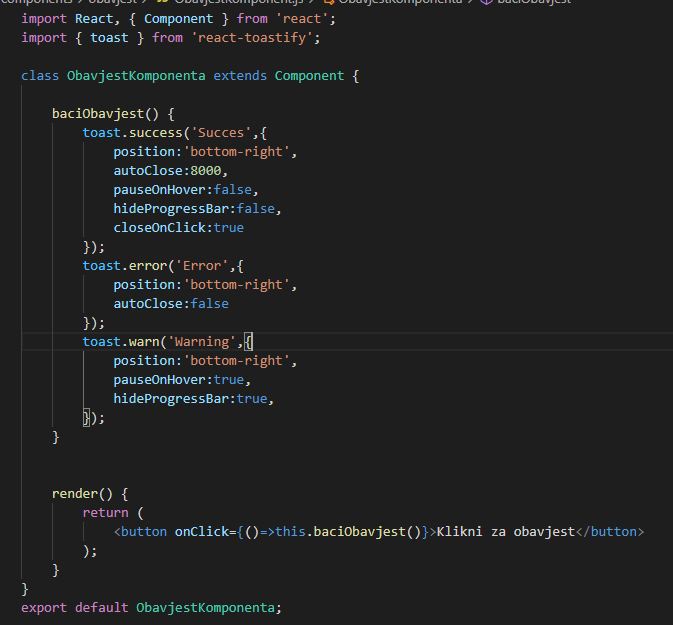 components > obavjest > ObavjestKomponenta.js > ObavjestKomponenta > baciObavjest
import React, { Component } from 'react';
import { toast } from 'react-toastify';
class ObavjestKomponenta extends Component {
baciObavjest() {
toast.success('Succes',{
position:'bottom-right',
autoClose:8000,
pauseOnHover:false,
hideProgressBar:false,
closeOnClick:true
});
toast.error('Error',{
position:'bottom-right',
autoClose:false
});
toast.warn('Warning',{
position:'bottom-right',
pauseOnHover:true,
hideProgressBar:true,
});
}
render() {
return (
<button onClick={()=>this.baciObavjest()}>Klikni za obavjest</button>
);
}
}
export default ObavjestKomponenta;